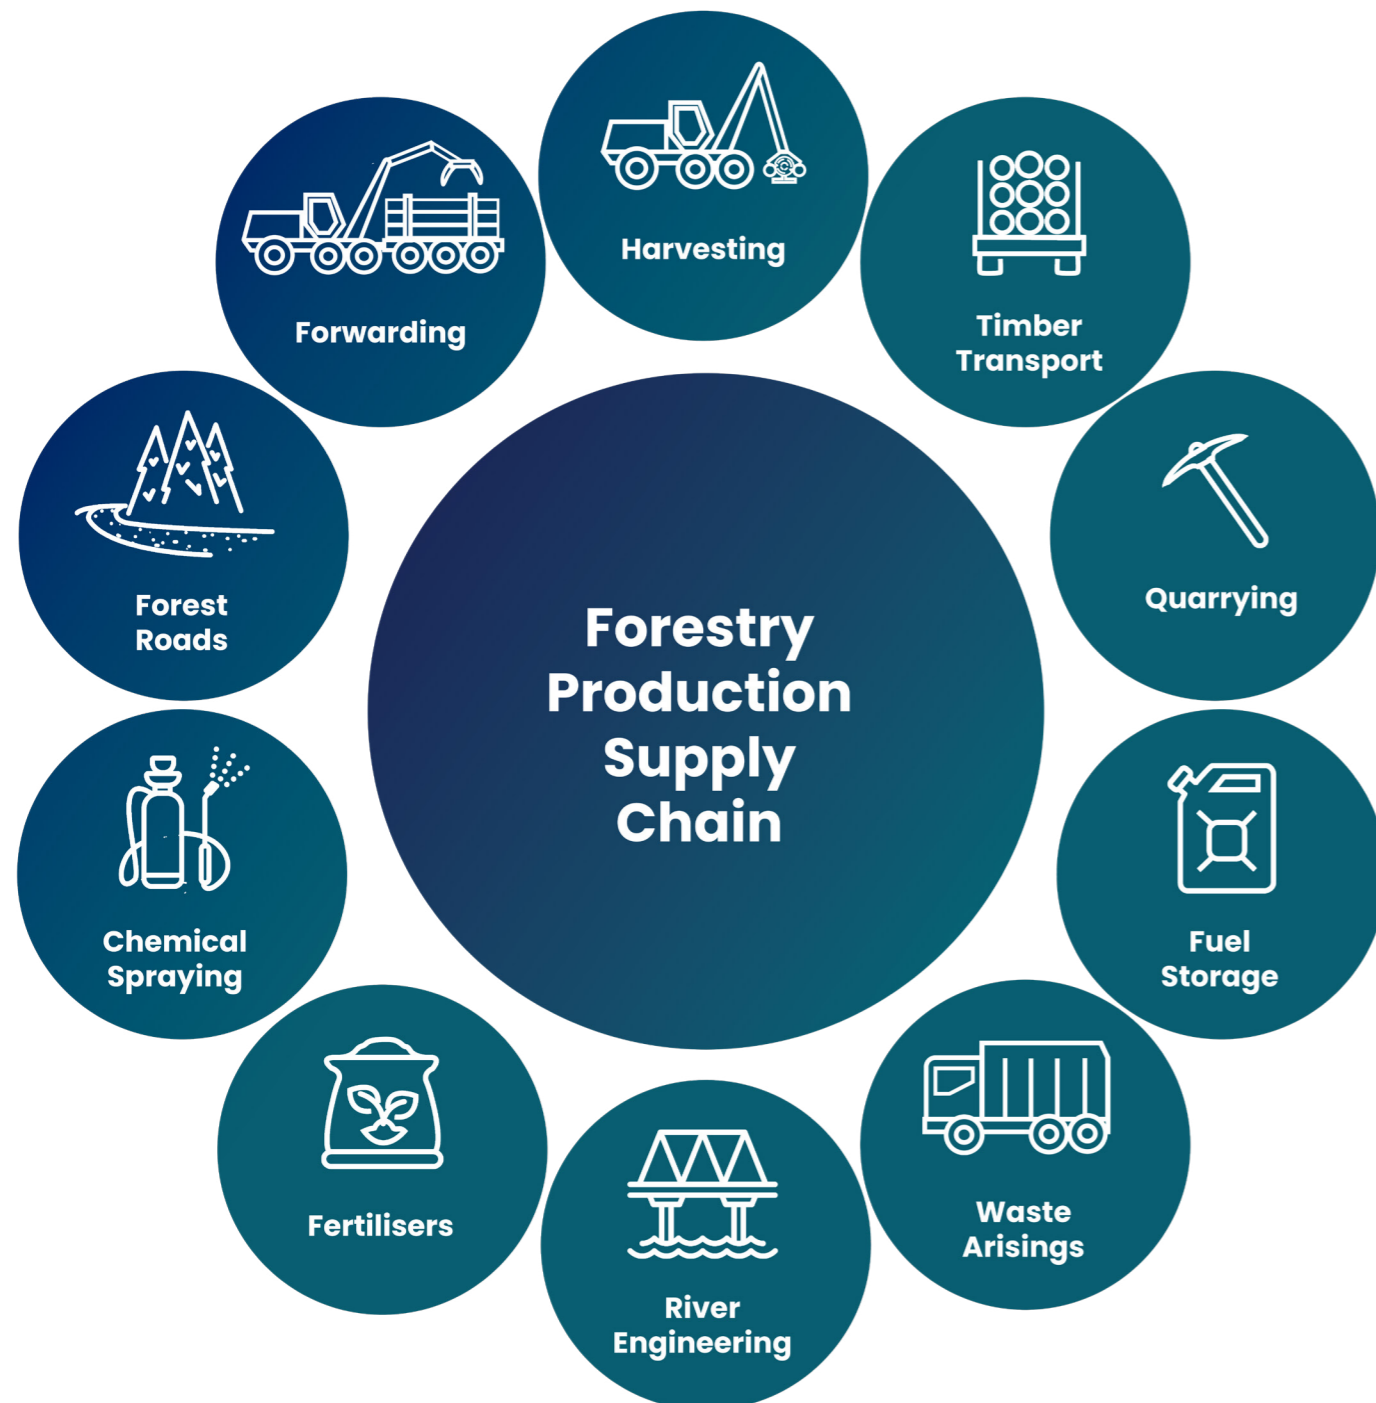 Harvesting
Timber
Transport
Quarrying
Fuel
Storage
Waste
Arisings
River
Engineering
Fertilisers
Chemical
Spraying
Forest
Roads
Forwarding
Forestry
Production
Supply
Chain